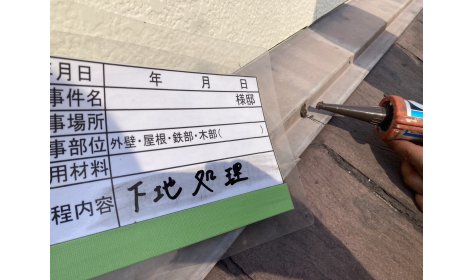 年月日 年 月 日
事件名 様邸
事場所
事部位 外壁・屋根・鉄部・木部( )
用材料
程内容 下地処理